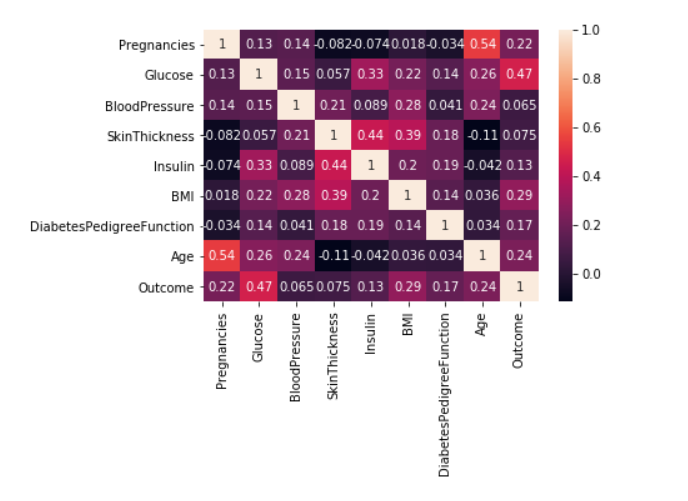 Pregnancies 1 0.13 0.14 -0.082 -0.074 0.018 -0.034 0.54 0.22
Glucose 0.13 1 0.15 0.057 0.33 0.22 0.14 0.26 0.47
BloodPressure 0.14 0.15 1 0.21 0.089 0.28 0.041 0.24 0.065
SkinThickness -0.082 0.057 0.21 1 0.44 0.39 0.18 -0.11 0.075
Insulin -0.074 0.33 0.089 0.44 1 0.2 0.19 -0.042 0.13
BMI 0.018 0.22 0.28 0.39 0.2 1 0.14 0.036 0.29
DiabetesPedigreeFunction -0.034 0.14 0.041 0.18 0.19 0.14 1 0.034 0.17
Age 0.54 0.26 0.24 -0.11 -0.042 0.036 0.034 1 0.24
Outcome 0.22 0.47 0.065 0.075 0.13 0.29 0.17 0.24 1
Pregnancies
Glucose
BloodPressure
SkinThickness
Insulin
BMI
DiabetesPedigreeFunction
Age
Outcome
1.0
0.8
0.6
0.4
0.2
0.0